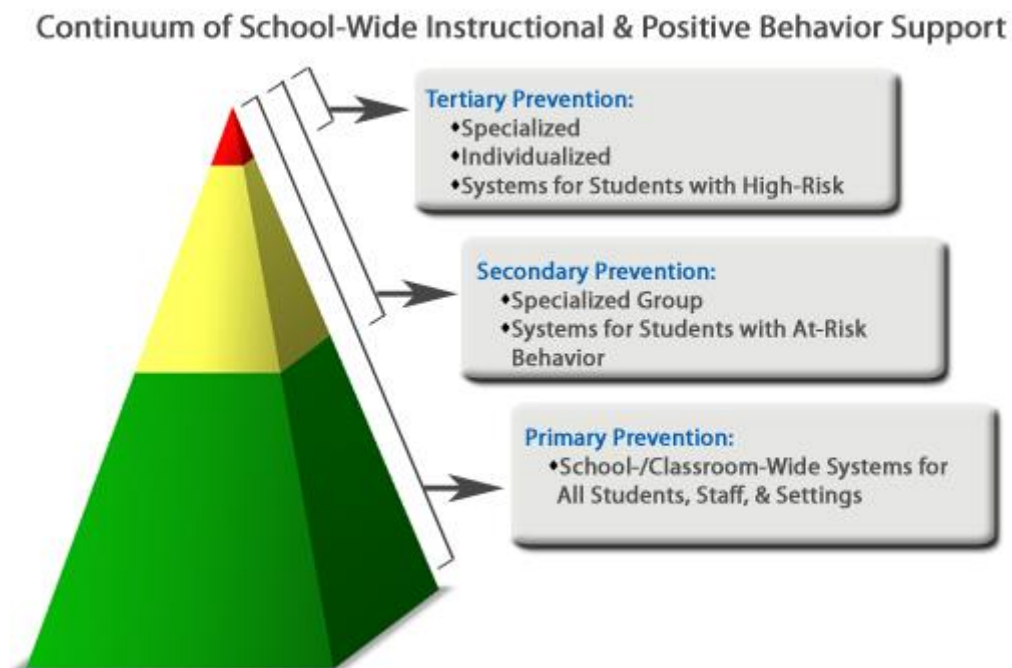 Continuum of School-Wide Instructional & Positive Behavior Support
Tertiary Prevention:
♦Specialized
♦Individualized
♦Systems for Students with High-Risk
Secondary Prevention:
♦Specialized Group
♦Systems for Students with At-Risk
Behavior
Primary Prevention:
♦School-/Classroom-Wide Systems for
All Students, Staff, & Settings